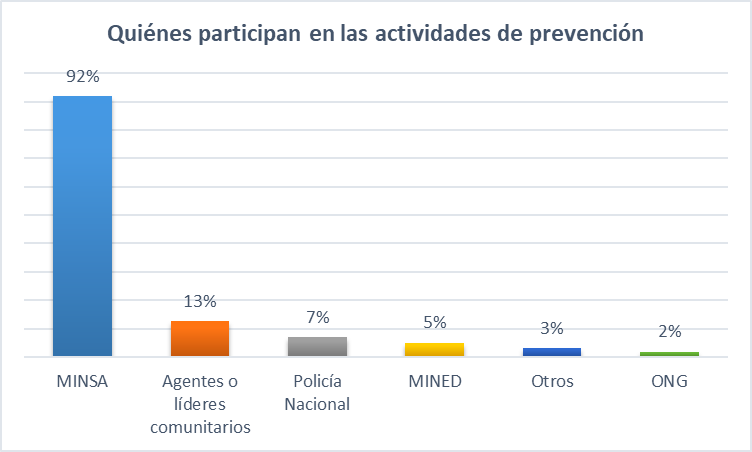 Quiénes participan en las actividades de prevención
92%
13%
7%
5%
3%
2%
MINSA
Agentes o
líderes
comunitarios
Policía
Nacional
MINED
Otros
ONG